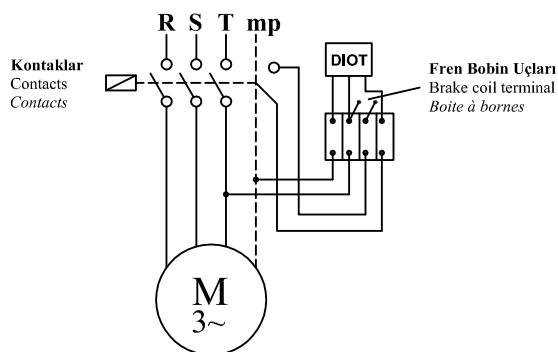 R S T mp
Kontaklar
Contacts
Contacts
DIOT
Fren Bobin Uçları
Brake coil terminal
Boite à bornes
M
3~